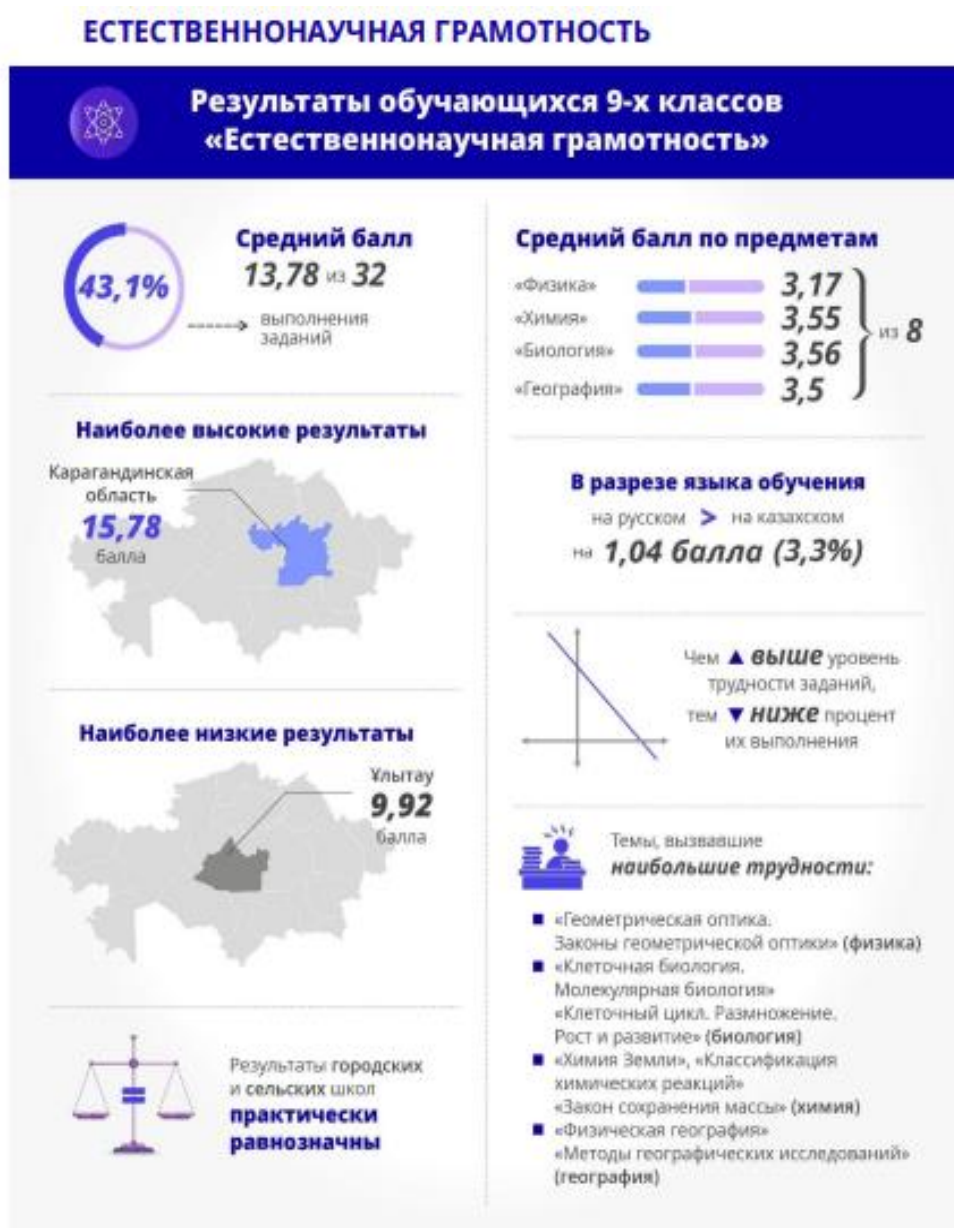 ЕСТЕСТВЕННОНАУЧНАЯ ГРАМОТНОСТЬ
Результаты обучающихся 9-х классов
«Естественнонаучная грамотность»
43,1%
Средний балл
13,78 из 32
выполнения
заданий
Наиболее высокие результаты
Карагандинская
область
15,78
балла
Наиболее низкие результаты
Ұлытау
9,92
балла
Результаты городских
и сельских школ
практически
равнозначны
Средний балл по предметам
«Физика» 3,17
«Химия» 3,55
«Биология» 3,56
«География» 3,5
из 8
В разрезе языка обучения
на русском > на казахском
на 1,04 балла (3,3%)
Чем ▲ выше уровень
трудности заданий,
тем ▼ ниже процент
их выполнения
Темы, вызвавшие
наибольшие трудности:
■ «Геометрическая оптика.
Законы геометрической оптики» (физика)
■ «Клеточная биология.
Молекулярная биология»
«Клеточный цикл. Размножение.
Рост и развитие» (биология)
■ «Химия Земли», «Классификация
химических реакций»
«Закон сохранения массы» (химия)
■ «Физическая география»
«Методы географических исследований»
(география)